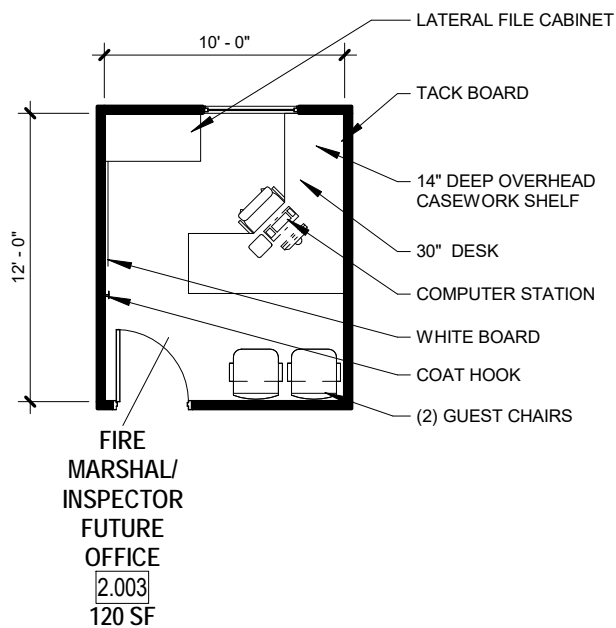 LATERAL FILE CABINET
10' - 0"
TACK BOARD
14" DEEP OVERHEAD
CASEWORK SHELF
30" DESK
12' - 0"
COMPUTER STATION
WHITE BOARD
COAT HOOK
(2) GUEST CHAIRS
FIRE
MARSHAL/
INSPECTOR
FUTURE
OFFICE
2.003
120 SF